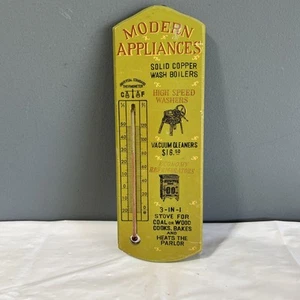 MODERN
APPLIANCES
SOLID COPPER
WASH BOILERS
C F
HIGH SPEED
WASHERS
VACUUM CLEANERS
$16.50
3-IN-1
STOVE FOR
COAL OR WOOD
COOKS, BAKES
AND
HEATS THE
PARLOR